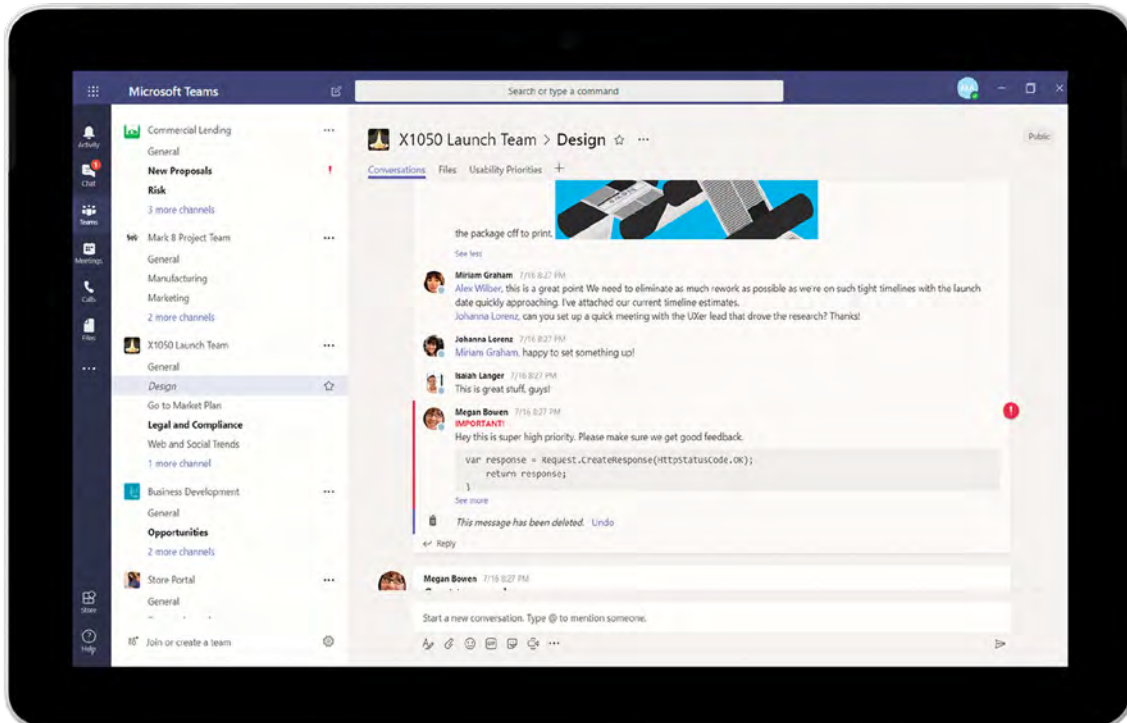 Microsoft Teams
Search or type a command
Activity
Chat
1
Teams
Meetings
Calls
Files
Store
Help
Commercial Lending
General
New Proposals
Risk
3 more channels
Mark 8 Project Team
General
Manufacturing
Marketing
2 more channels
X1050 Launch Team
General
Design
Go to Market Plan
Legal and Compliance
Web and Social Trends
1 more channel
Business Development
General
Opportunities
2 more channels
Store Portal
General
Join or create a team
X1050 Launch Team > Design
Public
Conversations Files Usability Priorities
the package off to print.
See less
Miriam Graham 7/16 8:27 PM
Alex Wilber, this is a great point We need to eliminate as much rework as possible as we're on such tight timelines with the launch
date quickly approaching. I've attached our current timeline estimates.
Johanna Lorenz, can you set up a quick meeting with the UXer lead that drove the research? Thanks!
Johanna Lorenz 7/16 8:27 PM
Miriam Graham, happy to set something up!
Isaiah Langer 7/16 8:27 PM
This is great stuff, guys!
Megan Bowen 7/16 8:27 PM
IMPORTANT!
Hey this is super high priority. Please make sure we get good feedback.
var response = Request.CreateResponse(HttpStatusCode.OK);
return response;
}
See more
This message has been deleted. Undo
Reply
Megan Bowen 7/16 8:27 PM
Start a new conversation. Type @ to mention someone.